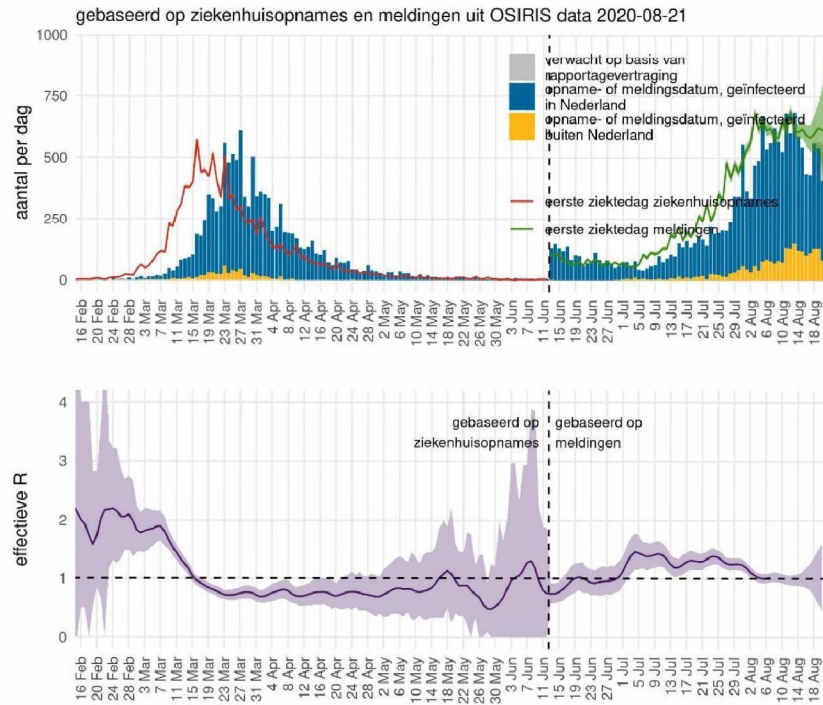 gebaseerd op ziekenhuisopnames en meldingen uit OSIRIS data 2020-08-21
1000
750
500
250
0
aantal per dag
verwacht op basis van
rapportagevertraging
opname- of meldingsdatum, geïnfecteerd
in Nederland
opname- of meldingsdatum, geïnfecteerd
buiten Nederland
eerste ziektedag ziekenhuisopnames
eerste ziektedag meldingen
16 Feb
20 Feb
24 Feb
28 Feb
3 Mar
7 Mar
11 Mar
15 Mar
19 Mar
23 Mar
27 Mar
31 Mar
4 Apr
8 Apr
12 Apr
16 Apr
20 Apr
24 Apr
28 Apr
2 May
6 May
10 May
14 May
18 May
22 May
26 May
30 May
3 Jun
7 Jun
11 Jun
15 Jun
19 Jun
23 Jun
27 Jun
1 Jul
5 Jul
9 Jul
13 Jul
17 Jul
21 Jul
25 Jul
29 Jul
2 Aug
6 Aug
10 Aug
14 Aug
18 Aug
4
3
2
1
0
effectieve R
gebaseerd op
ziekenhuisopnames
gebaseerd op
meldingen
16 Feb
20 Feb
24 Feb
28 Feb
3 Mar
7 Mar
11 Mar
15 Mar
19 Mar
23 Mar
27 Mar
31 Mar
4 Apr
8 Apr
12 Apr
16 Apr
20 Apr
24 Apr
28 Apr
2 May
6 May
10 May
14 May
18 May
22 May
26 May
30 May
3 Jun
7 Jun
11 Jun
15 Jun
19 Jun
23 Jun
27 Jun
1 Jul
5 Jul
9 Jul
13 Jul
17 Jul
21 Jul
25 Jul
29 Jul
2 Aug
6 Aug
10 Aug
14 Aug
18 Aug